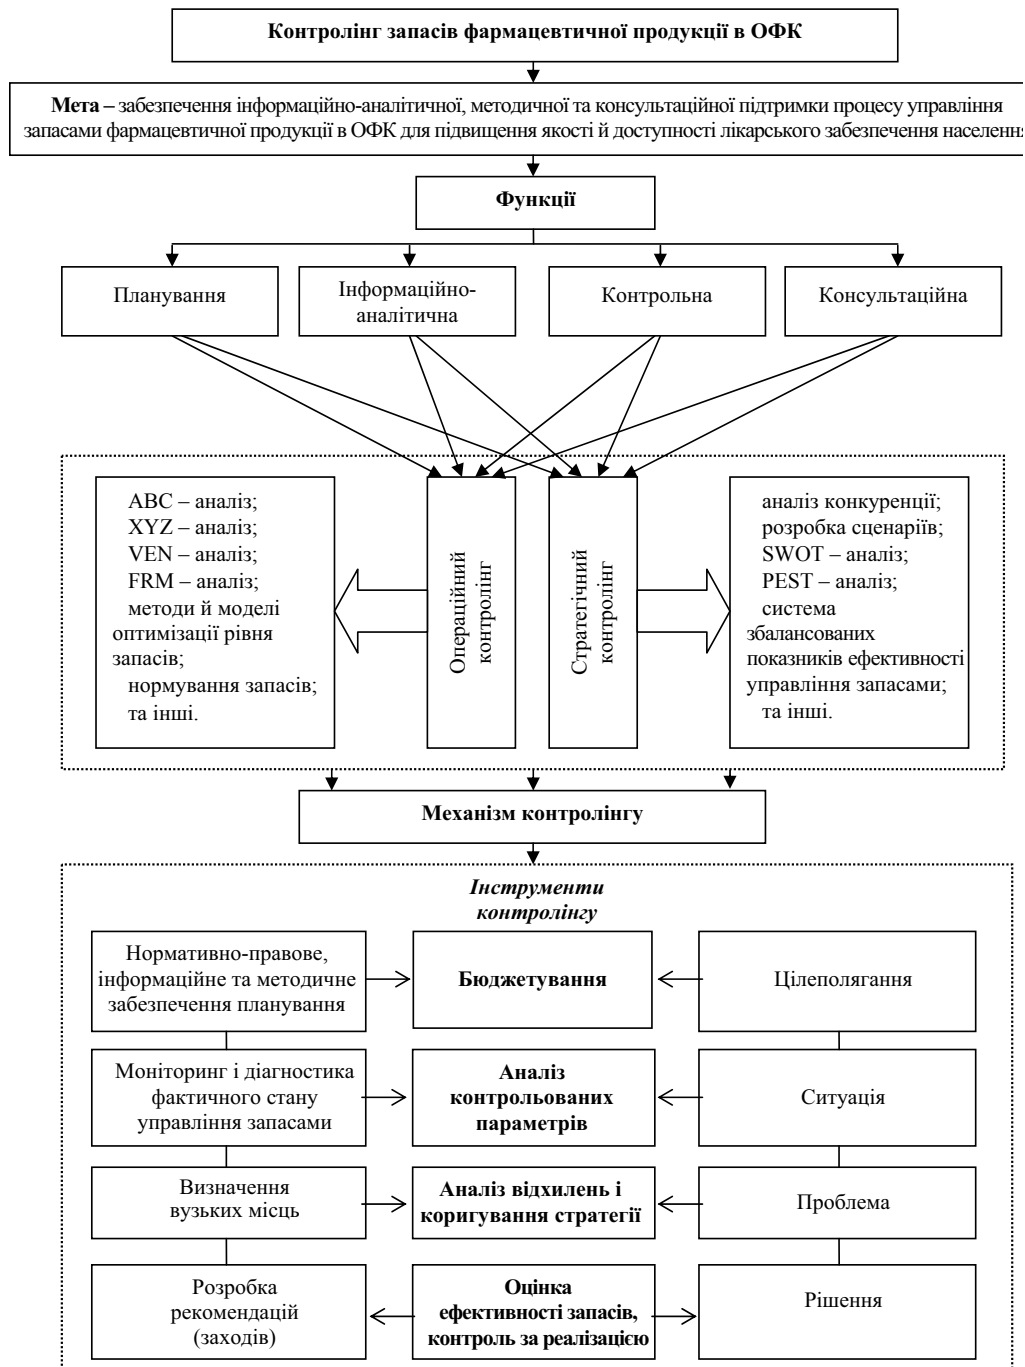 Контролінг запасів фармацевтичної продукції в ОФК
Мета – забезпечення інформаційно-аналітичної, методичної та консультаційної підтримки процесу управління
запасами фармацевтичної продукції в ОФК для підвищення якості й доступності лікарського забезпечення населення
Функції
Планування
Інформаційно-
аналітична
Контрольна
Консультаційна
ABC – аналіз;
XYZ – аналіз;
VEN – аналіз;
FRM – аналіз;
методи й моделі
оптимізації рівня
запасів;
нормування запасів;
та інші.
Операційний
контролінг
Стратегічний
контролінг
аналіз конкуренції;
розробка сценаріїв;
SWOT – аналіз;
PEST – аналіз;
система
збалансованих
показників ефективності
управління запасами;
та інші.
Механізм контролінгу
Інструменти
контролінгу
Нормативно-правове,
інформаційне та методичне
забезпечення планування
Бюджетування
Цілеполягання
Моніторинг і діагностика
фактичного стану
управління запасами
Аналіз
контрольованих
параметрів
Ситуація
Визначення
вузьких місць
Аналіз відхилень і
коригування стратегії
Проблема
Розробка
рекомендацій
(заходів)
Оцінка
ефективності запасів,
контроль за реалізацією
Рішення